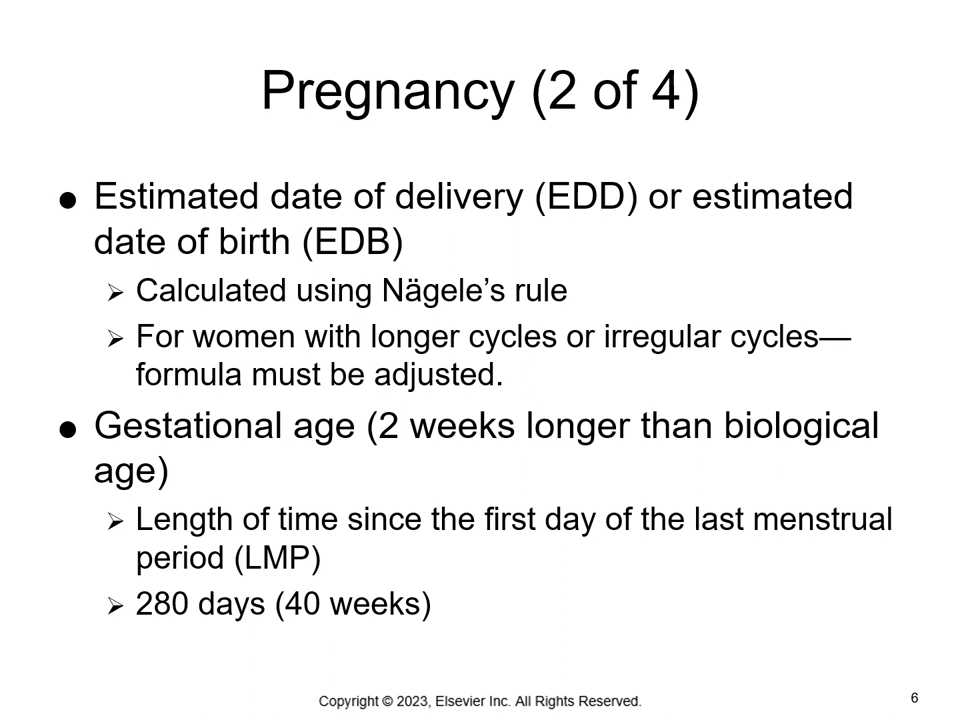 Pregnancy (2 of 4)
● Estimated date of delivery (EDD) or estimated
date of birth (EDB)
➢ Calculated using Nägele’s rule
➢ For women with longer cycles or irregular cycles—
formula must be adjusted.
● Gestational age (2 weeks longer than biological
age)
➢ Length of time since the first day of the last menstrual
period (LMP)
➢ 280 days (40 weeks)
Copyright © 2023, Elsevier Inc. All Rights Reserved.
6